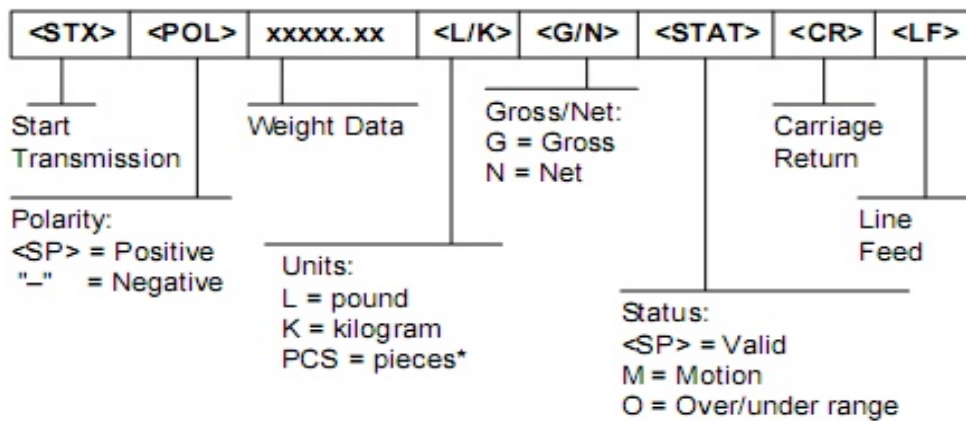 <STX> <POL> xxxxx.xx <L/K> <G/N> <STAT> <CR> <LF>
Start
Transmission
Weight Data
Gross/Net:
G = Gross
N = Net
Carriage
Return
Polarity:
<SP> = Positive
"–" = Negative
Line
Feed
Units:
L = pound
K = kilogram
PCS = pieces*
Status:
<SP> = Valid
M = Motion
O = Over/under range